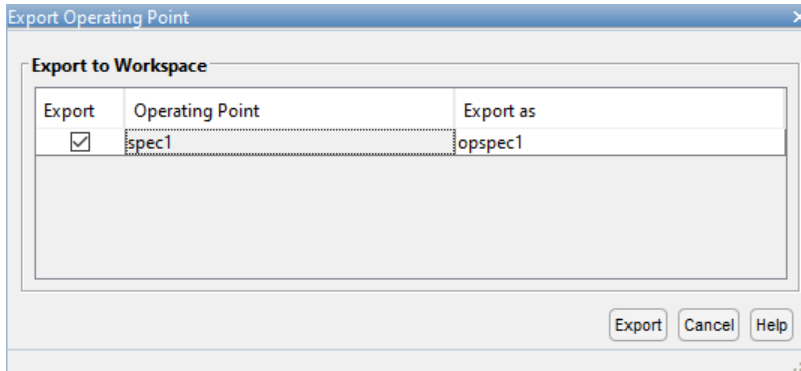 Export Operating Point
Export to Workspace
Export Operating Point Export as
spec1 opspec1
Export Cancel Help